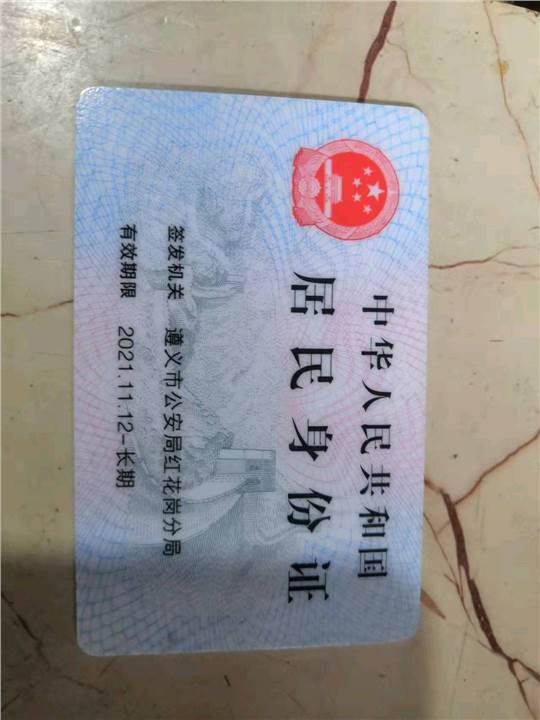 中华人民共和国
居民身份证
签发机关 遵义市公安局红花岗分局
有效期限 2021.11.12-长期